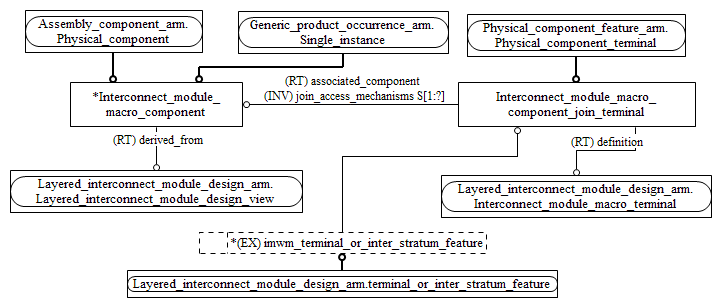 Assembly_component_arm.
Physical_component
Generic_product_occurrence_arm.
Single_instance
Physical_component_feature_arm.
Physical_component_terminal
*Interconnect_module_
macro_component
(RT) associated_component
(INV) join_access_mechanisms S[1:?]
Interconnect_module_macro_
component_join_terminal
(RT) derived_from
(RT) definition
Layered_interconnect_module_design_arm.
Layered_interconnect_module_design_view
Layered_interconnect_module_design_arm.
Interconnect_module_macro_terminal
*(EX) imwm_terminal_or_inter_stratum_feature
Layered_interconnect_module_design_arm.terminal_or_inter_stratum_feature